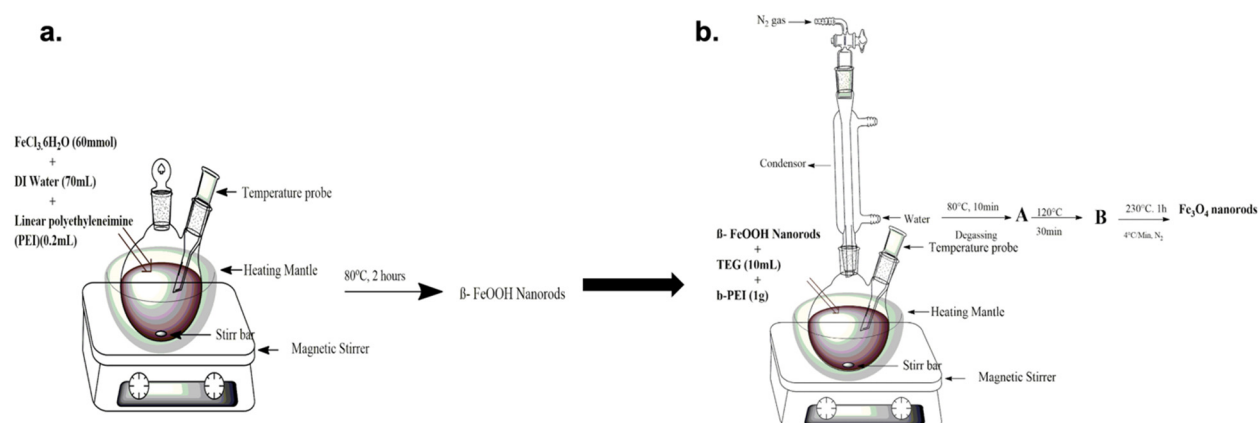 a.
FeCl3.6H2O (60mmol)
+
DI Water (70mL)
+
Linear polyethyleneimine
(PEI)(0.2mL)
Temperature probe
Heating Mantle
Stirr bar
Magnetic Stirrer
80°C, 2 hours
ß- FeOOH Nanorods
b.
N2 gas
Condensor
Water
ß- FeOOH Nanorods
+
TEG (10mL)
+
b-PEI (1g)
Temperature probe
Heating Mantle
Stirr bar
Magnetic Stirrer
80°C, 10min
Degassing
A
120°C
30min
B
230°C. 1h
4°C/Min, N2
Fe3O4 nanorods